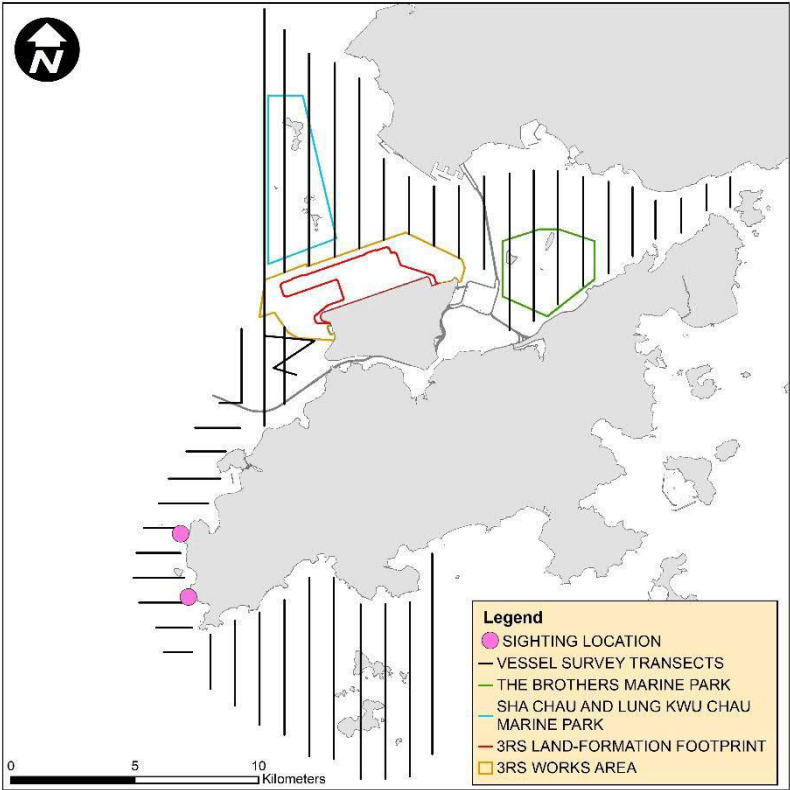 N
Legend
SIGHTING LOCATION
VESSEL SURVEY TRANSECTS
THE BROTHERS MARINE PARK
SHA CHAU AND LUNG KWU CHAU
MARINE PARK
3RS LAND-FORMATION FOOTPRINT
3RS WORKS AREA
0 5 10
Kilometers